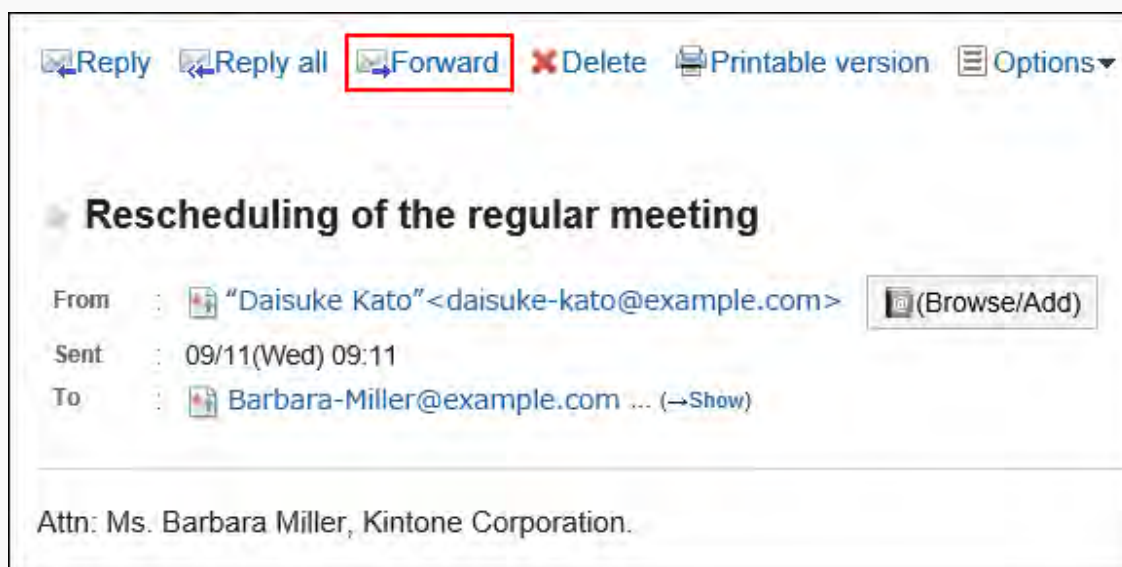 Reply Reply all Forward Delete Printable version Options
Rescheduling of the regular meeting
From : “Daisuke Kato”<daisuke-kato@example.com> (Browse/Add)
Sent : 09/11(Wed) 09:11
To : Barbara-Miller@example.com ... (→Show)
Attn: Ms. Barbara Miller, Kintone Corporation.